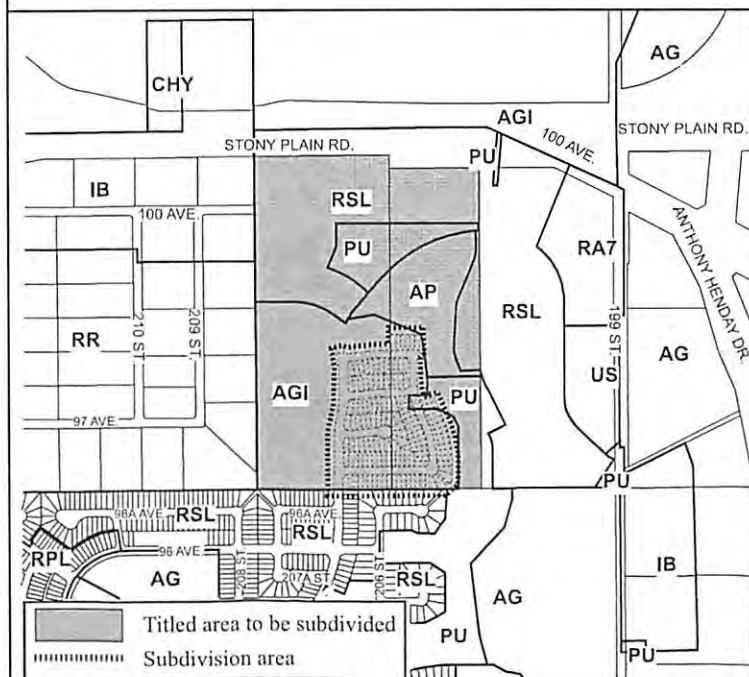 CHY
AG
AGI
100 AVE.
STONY PLAIN RD.
STONY PLAIN RD.
PU
IB
RSL
100 AVE.
PU
RA7
ANTHONY HENDAY DR.
AP
RSL
199 ST.
RR
210 ST.
209 ST.
AG
US
AGI
PU
97 AVE.
PU
96A AVE.
RSL
96A AVE.
RSL
RPL
96 AVE.
208 ST.
207A ST.
206 ST.
RSL
AG
AG
IB
PU
PU
Titled area to be subdivided
Subdivision area